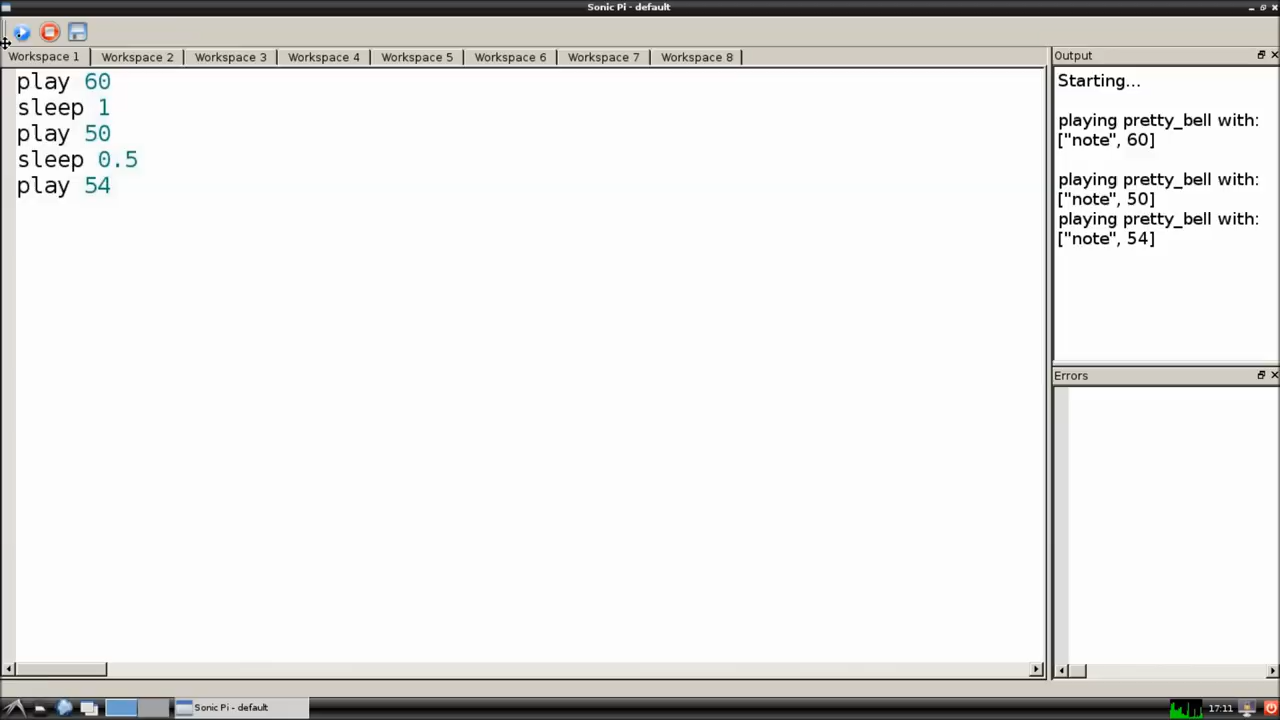 Sonic Pi - default
Workspace 1 Workspace 2 Workspace 3 Workspace 4 Workspace 5 Workspace 6 Workspace 7 Workspace 8
play 60
sleep 1
play 50
sleep 0.5
play 54
Output
Starting...
playing pretty_bell with:
["note", 60]
playing pretty_bell with:
["note", 50]
playing pretty_bell with:
["note", 54]
Errors
Sonic Pi - default
17:11